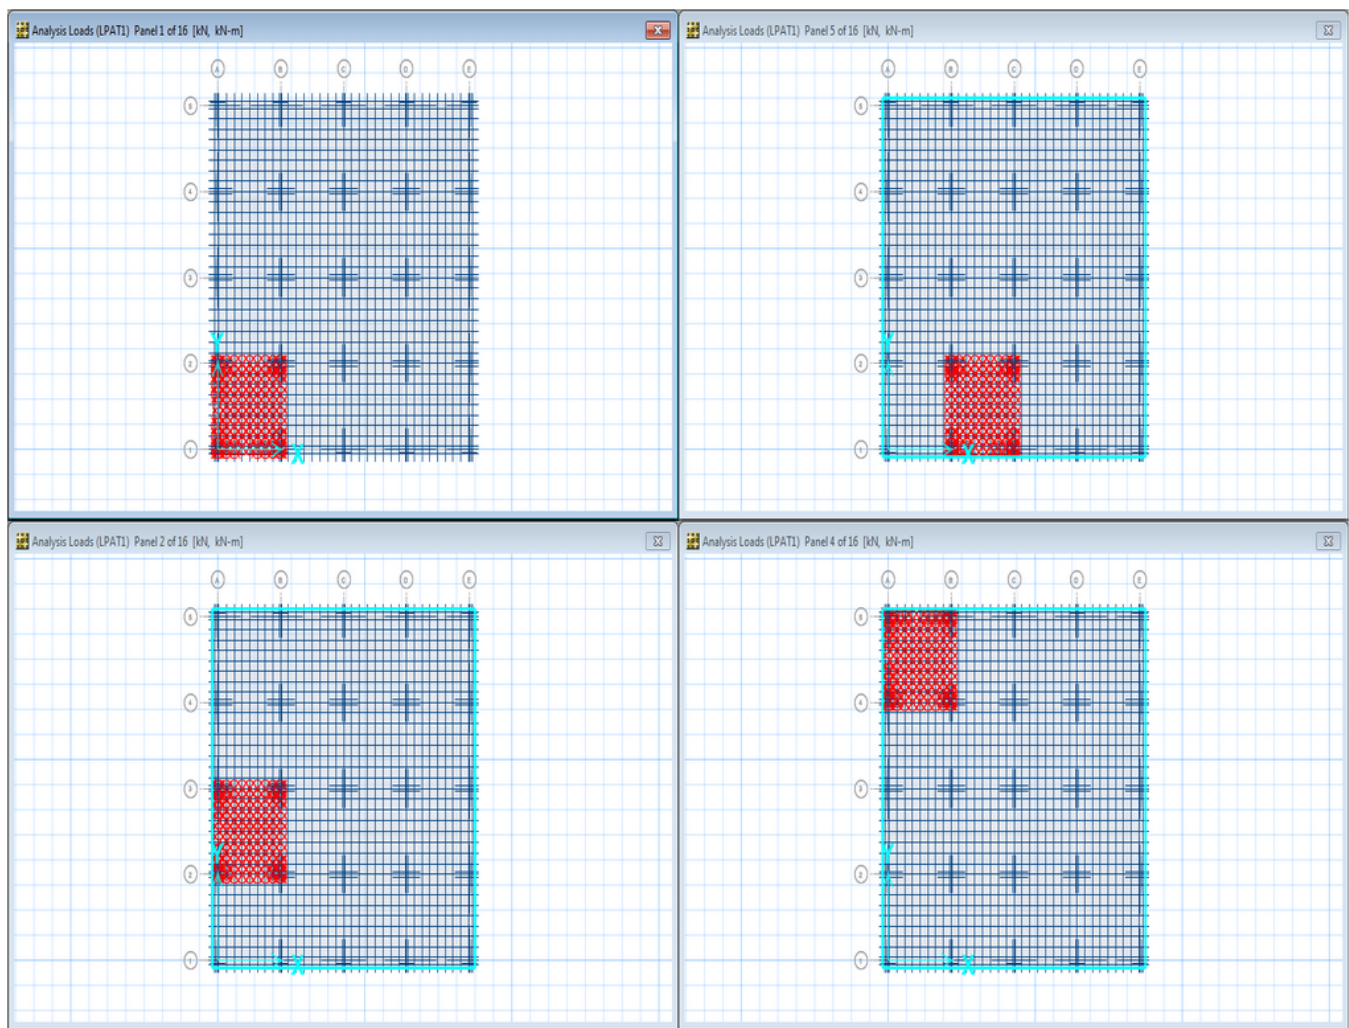 Analysis Loads (LPAT1) Panel 1 of 16 [kN, kN-m]
A B C D E
5
4
3
2
1
Y
X
Analysis Loads (LPAT1) Panel 5 of 16 [kN, kN-m]
A B C D E
5
4
3
2
1
Y
X
Analysis Loads (LPAT1) Panel 2 of 16 [kN, kN-m]
A B C D E
5
4
3
2
1
Y
X
Analysis Loads (LPAT1) Panel 4 of 16 [kN, kN-m]
A B C D E
5
4
3
2
1
Y
X